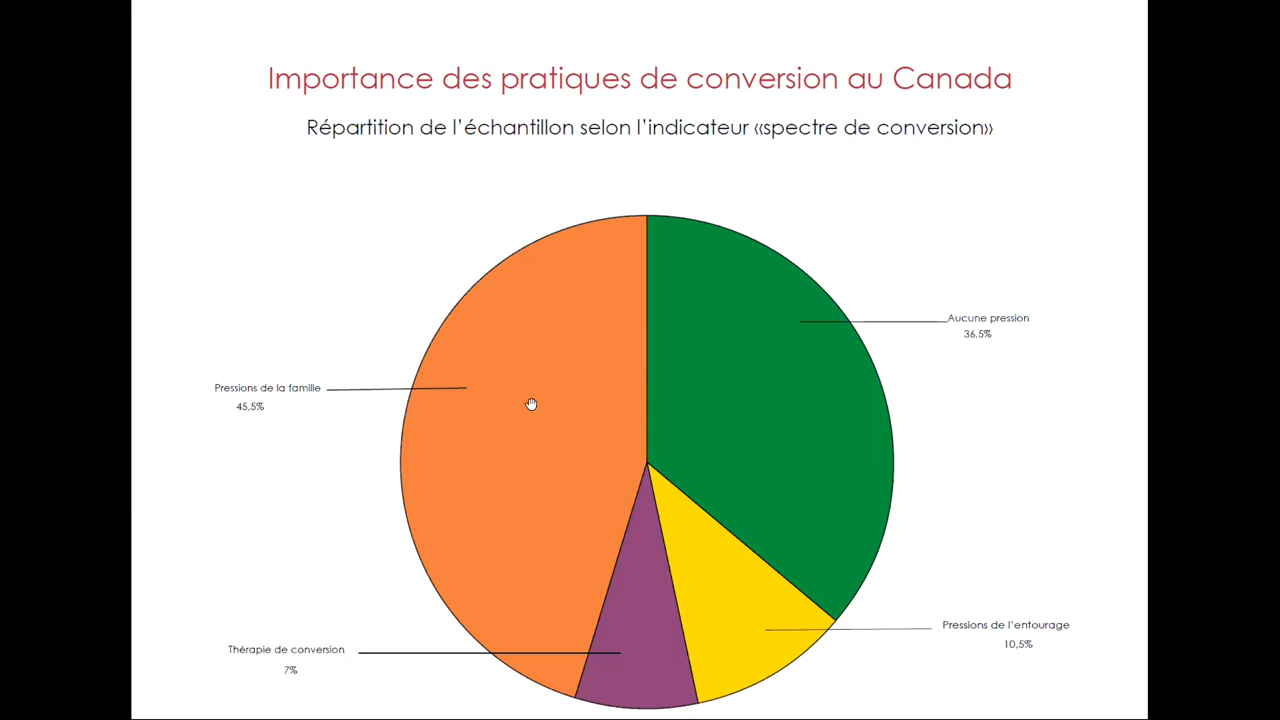 Importance des pratiques de conversion au Canada
Répartition de l'échantillon selon l'indicateur «spectre de conversion»
Aucune pression
36,5%
Pressions de la famille
45,5%
Pressions de l'entourage
10,5%
Thérapie de conversion
7%